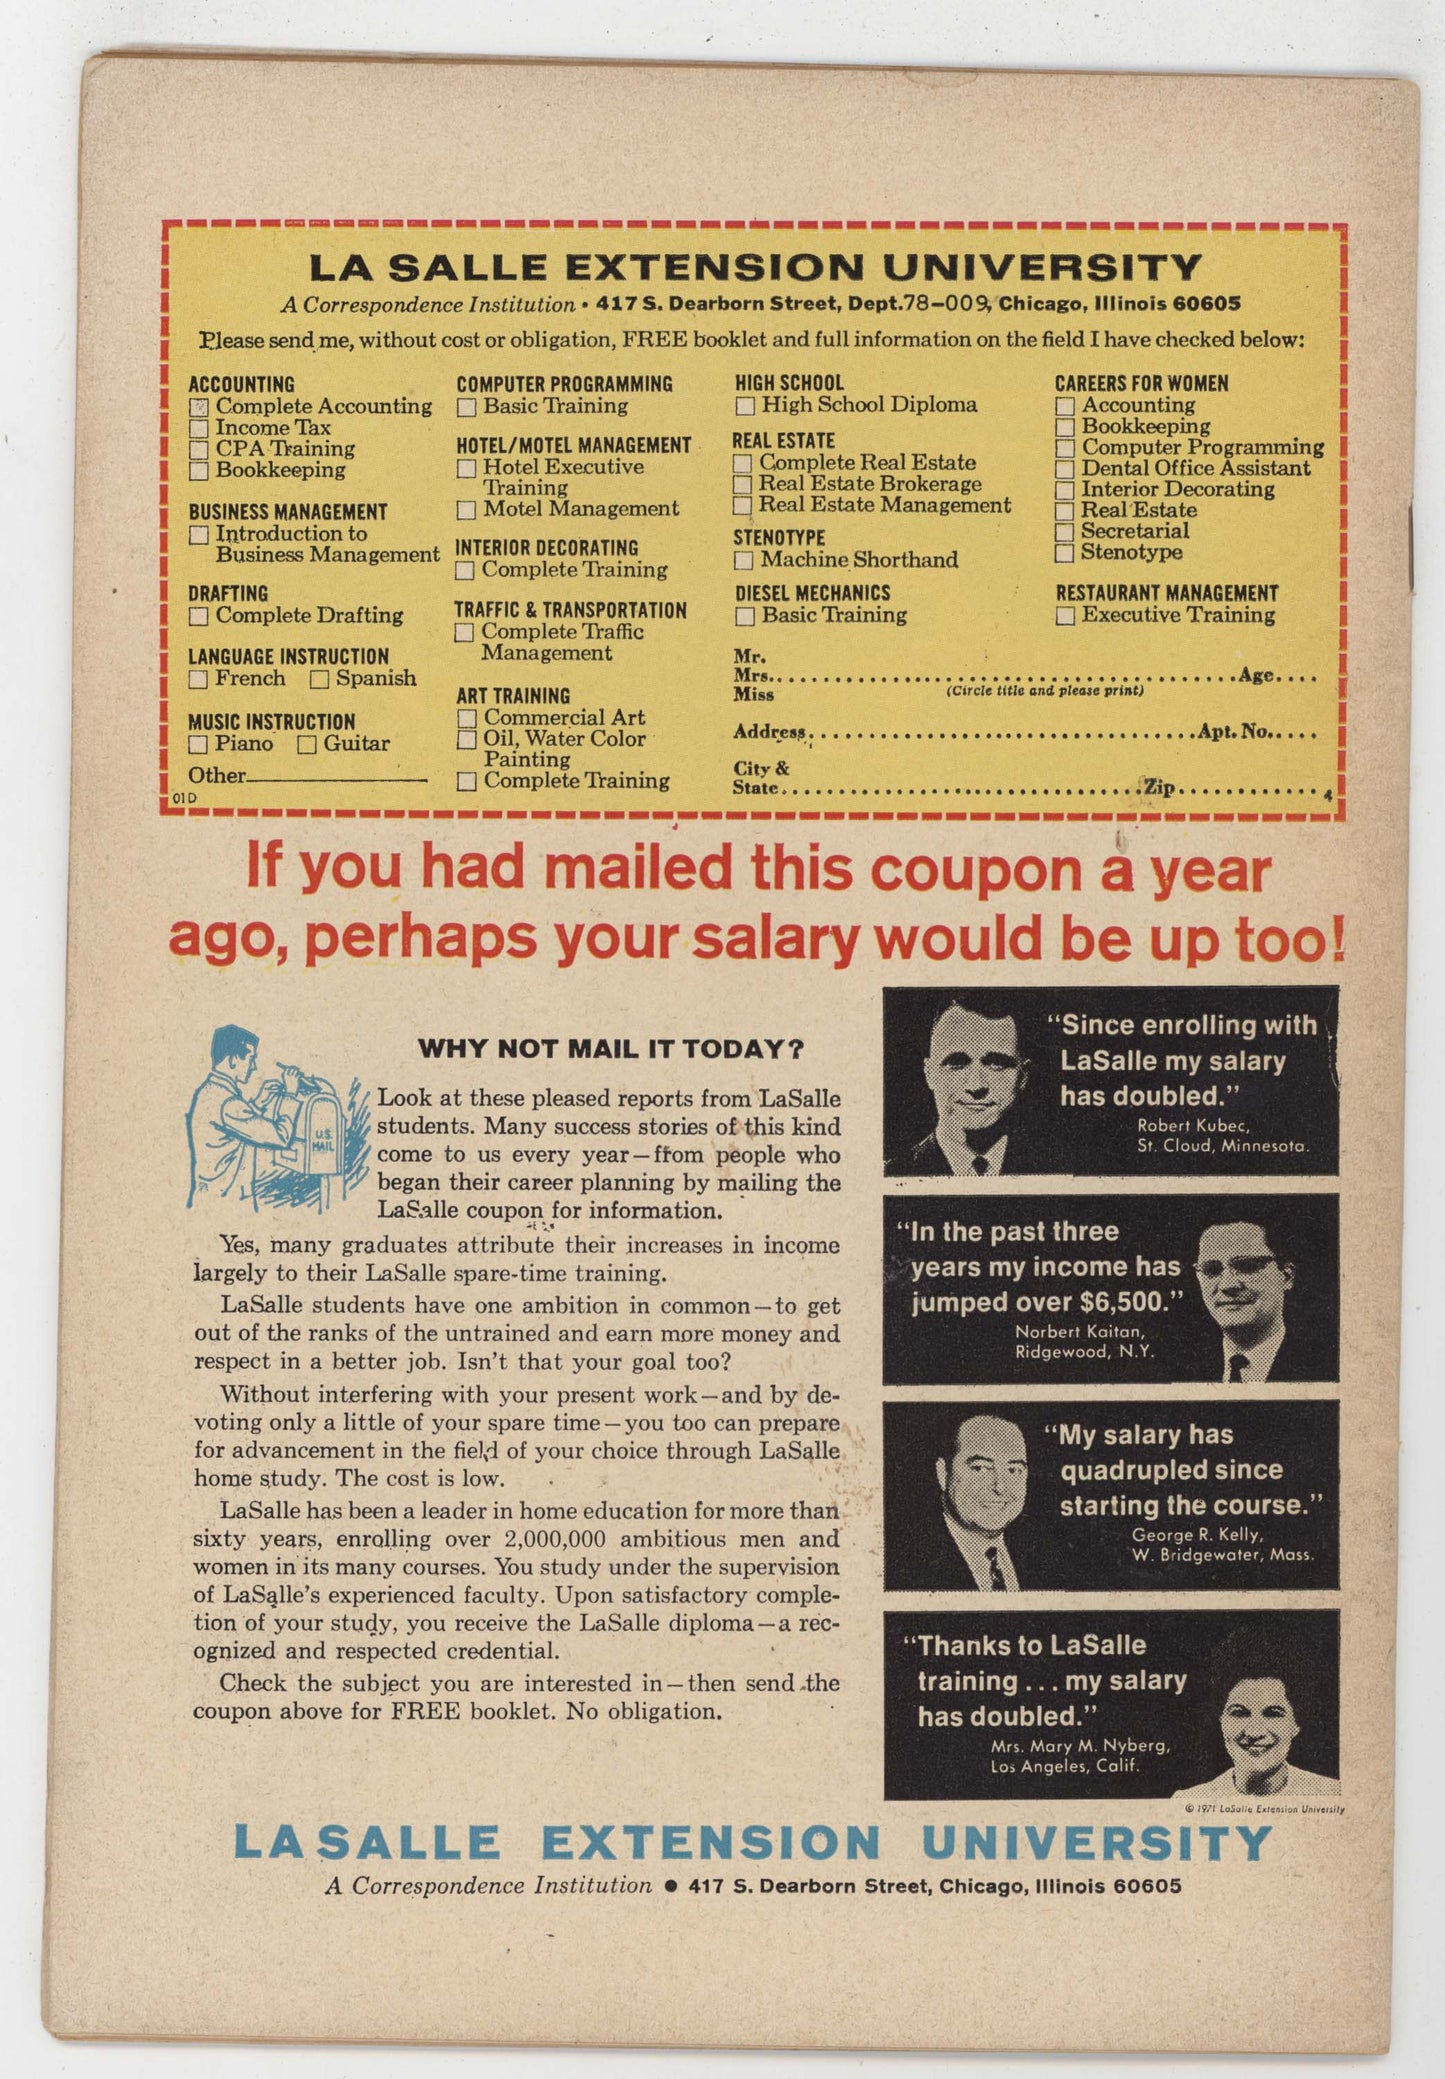 LA SALLE EXTENSION UNIVERSITY
A Correspondence Institution • 417 S. Dearborn Street, Dept.78-009, Chicago, Illinois 60605
Please send me, without cost or obligation, FREE booklet and full information on the field I have checked below:
ACCOUNTING
Complete Accounting
Income Tax
CPA Training
Bookkeeping
BUSINESS MANAGEMENT
Introduction to
Business Management
DRAFTING
Complete Drafting
LANGUAGE INSTRUCTION
French Spanish
MUSIC INSTRUCTION
Piano Guitar
Other
01D
COMPUTER PROGRAMMING
Basic Training
HOTEL/MOTEL MANAGEMENT
Hotel Executive
Training
Motel Management
INTERIOR DECORATING
Complete Training
TRAFFIC & TRANSPORTATION
Complete Traffic
Management
ART TRAINING
Commercial Art
Oil, Water Color
Painting
Complete Training
HIGH SCHOOL
High School Diploma
REAL ESTATE
Complete Real Estate
Real Estate Brokerage
Real Estate Management
STENOTYPE
Machine Shorthand
DIESEL MECHANICS
Basic Training
CAREERS FOR WOMEN
Accounting
Bookkeeping
Computer Programming
Dental Office Assistant
Interior Decorating
Real Estate
Secretarial
Stenotype
RESTAURANT MANAGEMENT
Executive Training
Mr.
Mrs. Age
Miss (Circle title and please print)
Address Apt. No.
City &
State Zip 4
If you had mailed this coupon a year
ago, perhaps your salary would be up too!
U.S.
MAIL
WHY NOT MAIL IT TODAY?
Look at these pleased reports from LaSalle
students. Many success stories of this kind
come to us every year—from people who
began their career planning by mailing the
LaSalle coupon for information.
Yes, many graduates attribute their increases in income
largely to their LaSalle spare-time training.
LaSalle students have one ambition in common—to get
out of the ranks of the untrained and earn more money and
respect in a better job. Isn't that your goal too?
Without interfering with your present work—and by de-
voting only a little of your spare time—you too can prepare
for advancement in the field of your choice through LaSalle
home study. The cost is low.
LaSalle has been a leader in home education for more than
sixty years, enrolling over 2,000,000 ambitious men and
women in its many courses. You study under the supervision
of LaSalle's experienced faculty. Upon satisfactory comple-
tion of your study, you receive the LaSalle diploma—a rec-
ognized and respected credential.
Check the subject you are interested in—then send the
coupon above for FREE booklet. No obligation.
"Since enrolling with
LaSalle my salary
has doubled."
Robert Kubec,
St. Cloud, Minnesota.
"In the past three
years my income has
jumped over $6,500."
Norbert Kaitan,
Ridgewood, N.Y.
"My salary has
quadrupled since
starting the course."
George R. Kelly,
W. Bridgewater, Mass.
"Thanks to LaSalle
training . . . my salary
has doubled."
Mrs. Mary M. Nyberg,
Los Angeles, Calif.
© 1971 LaSalle Extension University
LASALLE EXTENSION UNIVERSITY
A Correspondence Institution ● 417 S. Dearborn Street, Chicago, Illinois 60605